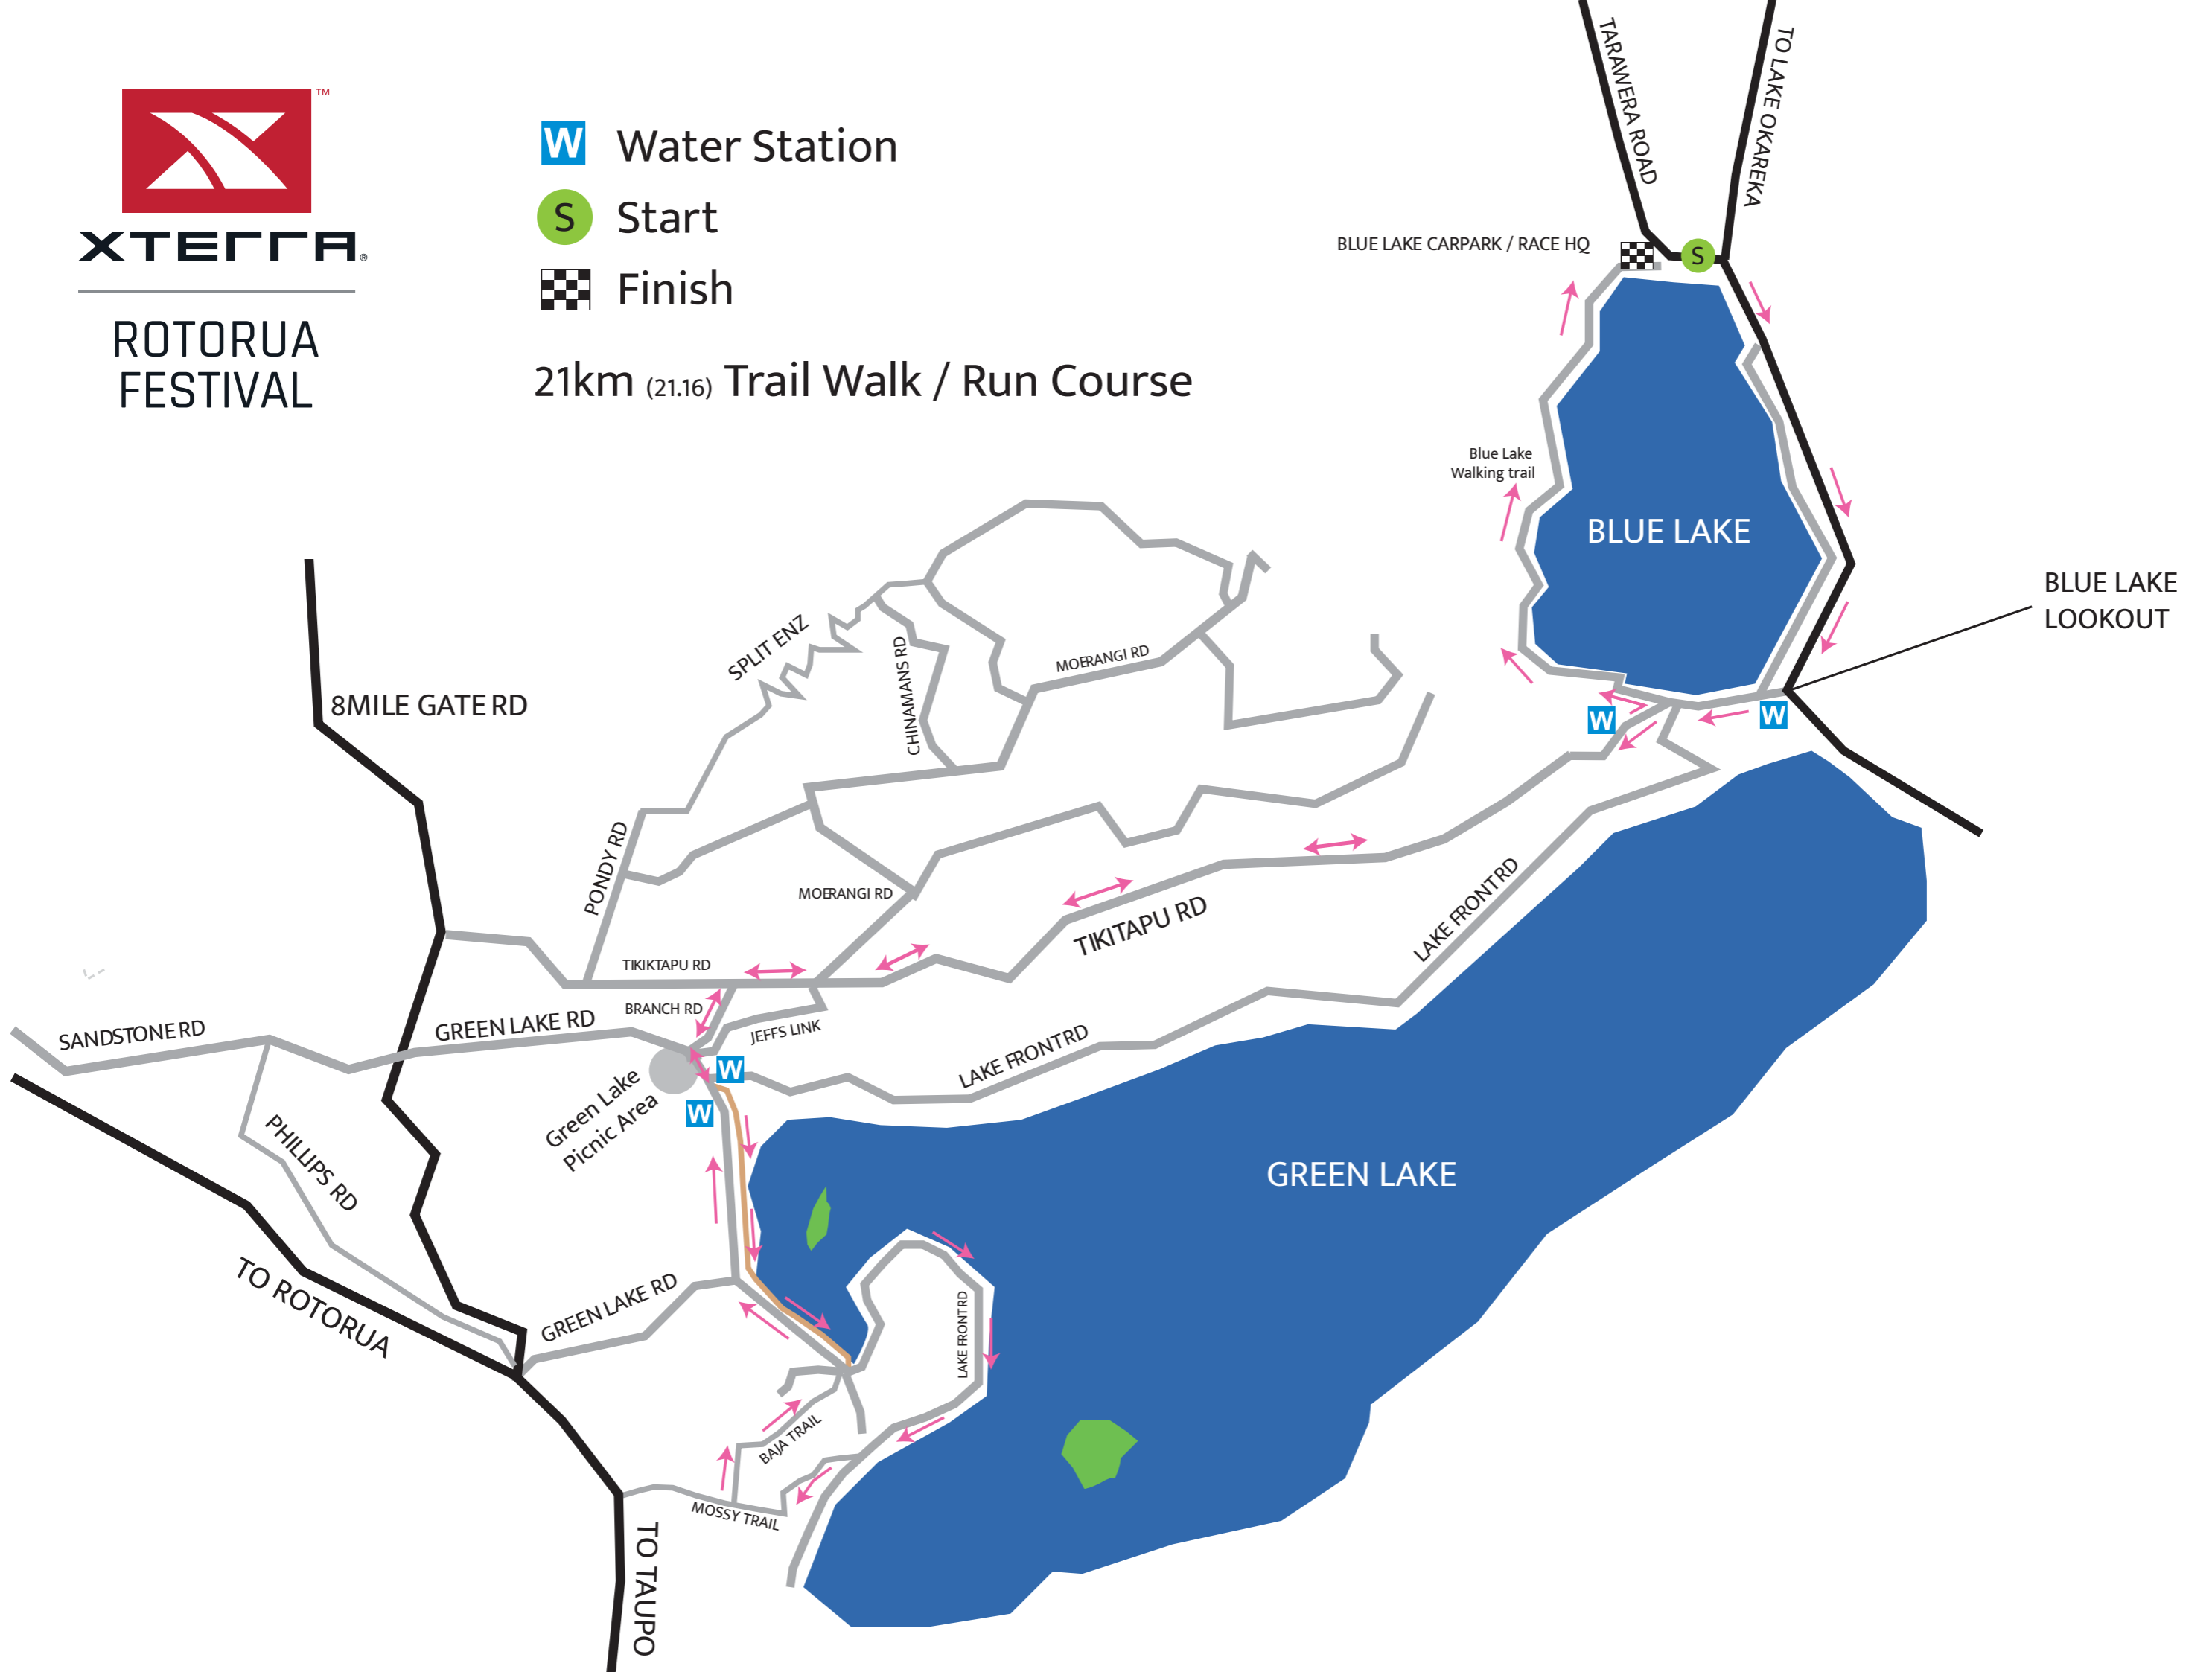 TM
XTERRA®
ROTORUA
FESTIVAL
W Water Station
S Start
Finish
21km (21.16) Trail Walk / Run Course
TARAWERA ROAD
TO LAKE OKAREKA
BLUE LAKE CARPARK / RACE HQ
S
Blue Lake
Walking trail
BLUE LAKE
BLUE LAKE
LOOKOUT
W
W
8MILE GATE RD
SPLIT ENZ
CHINAMANS RD
MOERANGI RD
PONDY RD
MOERANGI RD
TIKITAPU RD
LAKE FRONT RD
TIKIKTAPU RD
BRANCH RD
JEFFS LINK
SANDSTONE RD
GREEN LAKE RD
LAKE FRONT RD
W
W
Green Lake
Picnic Area
PHILLIPS RD
GREEN LAKE
TO ROTORUA
GREEN LAKE RD
LAKE FRONT RD
BAJA TRAIL
MOSSY TRAIL
TO TAUPO